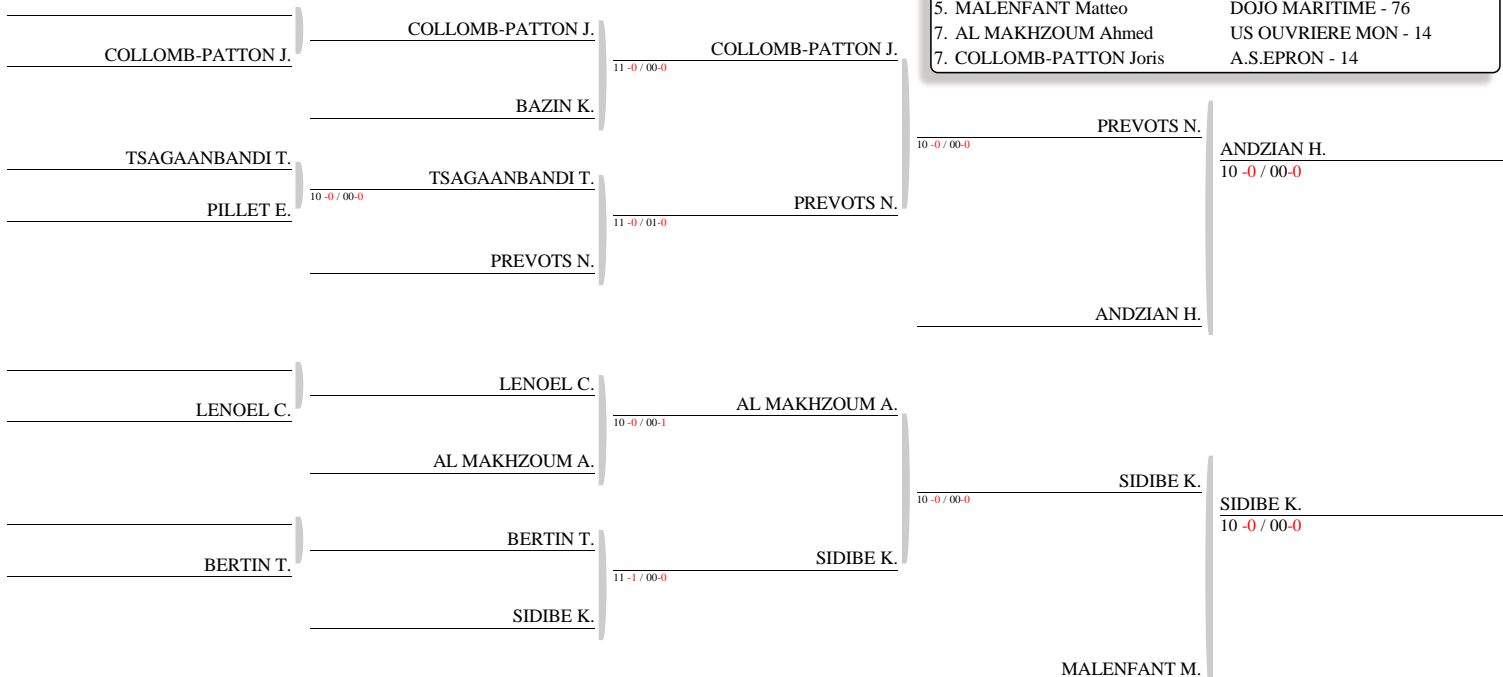 5. MALENFANT Matteo DOJO MARITIME - 76
7. AL MAKHZOUM Ahmed US OUVRIERE MON - 14
7. COLLOMB-PATTON Joris A.S.EPRON - 14
COLLOMB-PATTON J.
TSAGAANBANDI T.
PILLET E.
LENOEL C.
BERTIN T.
COLLOMB-PATTON J.
BAZIN K.
TSAGAANBANDI T.
10 -0 / 00-0
PREVOTS N.
LENOEL C.
AL MAKHZOUM A.
BERTIN T.
SIDIBE K.
COLLOMB-PATTON J.
11 -0 / 00-0
PREVOTS N.
11 -0 / 01-0
AL MAKHZOUM A.
10 -0 / 00-1
SIDIBE K.
11 -1 / 00-0
PREVOTS N.
10 -0 / 00-0
ANDZIAN H.
SIDIBE K.
10 -0 / 00-0
MALENFANT M.
ANDZIAN H.
10 -0 / 00-0
SIDIBE K.
10 -0 / 00-0